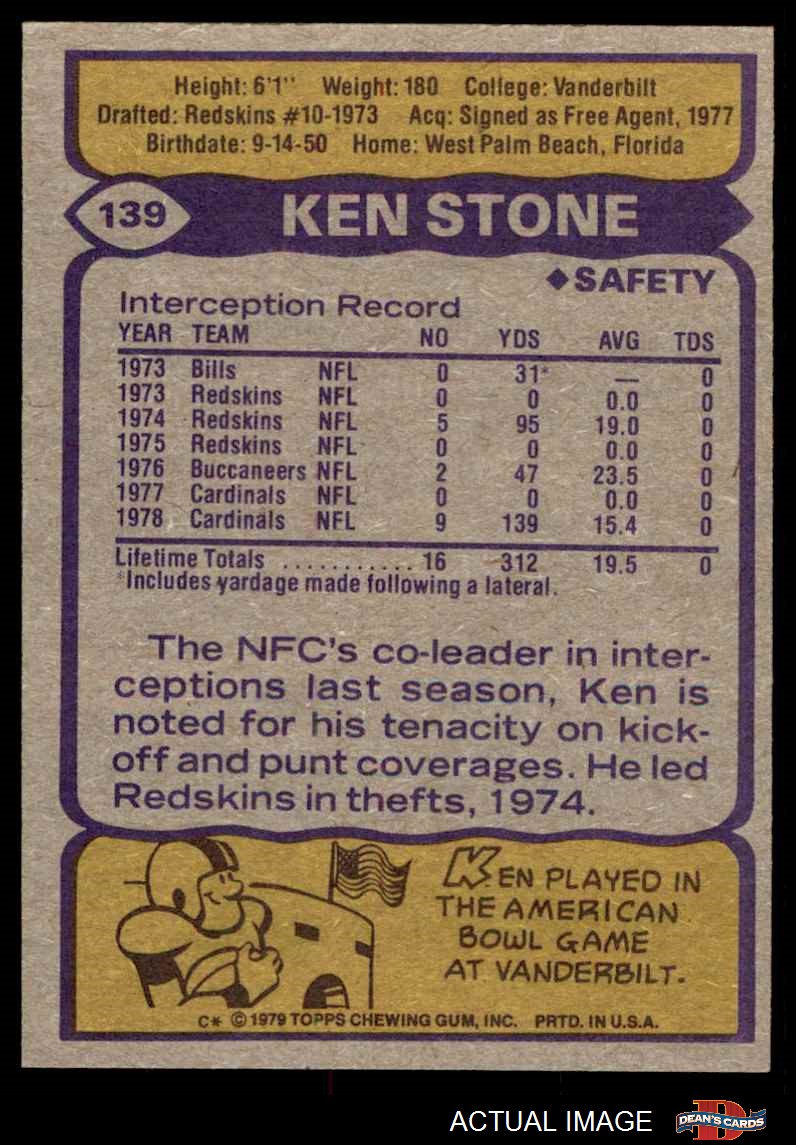 Height: 6'1" Weight: 180 College: Vanderbilt
Drafted: Redskins #10-1973 Acq: Signed as Free Agent, 1977
Birthdate: 9-14-50 Home: West Palm Beach, Florida
139 KEN STONE
◆SAFETY
Interception Record
YEAR TEAM NO YDS AVG TDS
1973 Bills NFL 0 31* — 0
1973 Redskins NFL 0 0 0.0 0
1974 Redskins NFL 5 95 19.0 0
1975 Redskins NFL 0 0 0.0 0
1976 Buccaneers NFL 2 47 23.5 0
1977 Cardinals NFL 0 0 0.0 0
1978 Cardinals NFL 9 139 15.4 0
Lifetime Totals ........... 16 312 19.5 0
*Includes yardage made following a lateral.
The NFC's co-leader in inter-
ceptions last season, Ken is
noted for his tenacity on kick-
off and punt coverages. He led
Redskins in thefts, 1974.
KEN PLAYED IN
THE AMERICAN
BOWL GAME
AT VANDERBILT.
C* © 1979 TOPPS CHEWING GUM, INC. PRTD. IN U.S.A.
ACTUAL IMAGE
D
DEAN'S CARDS